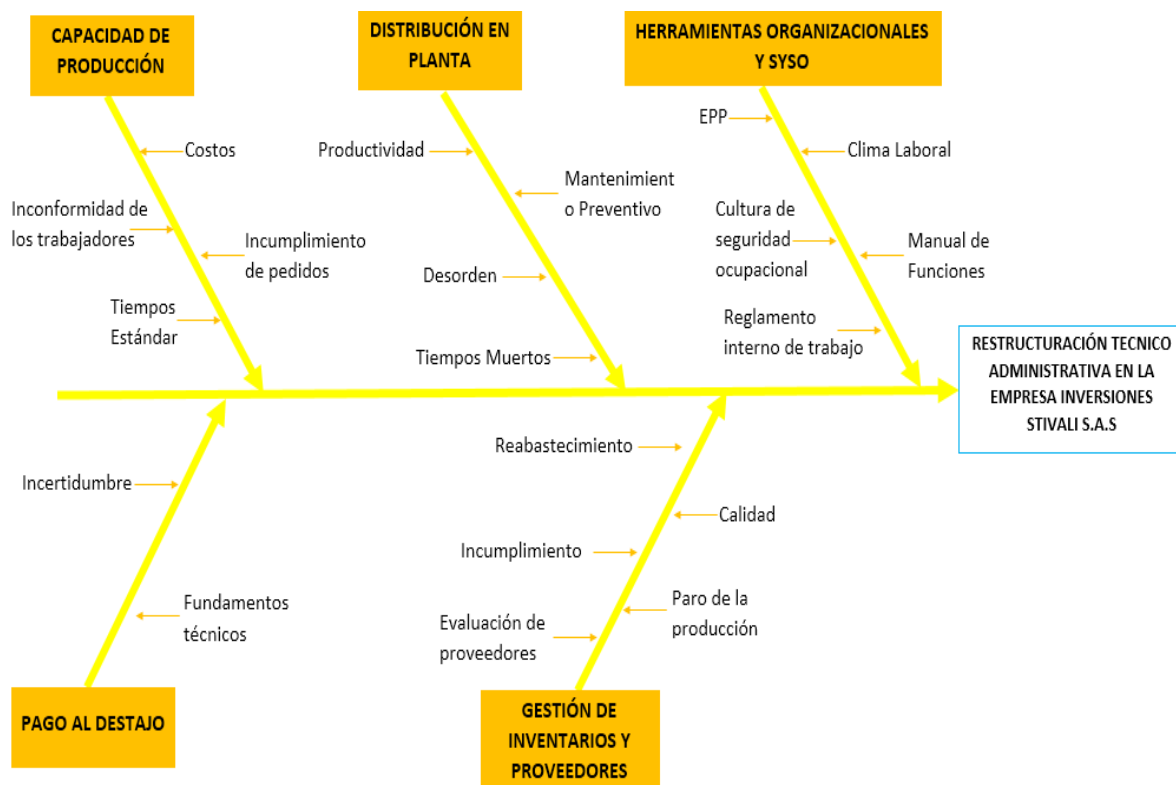 CAPACIDAD DE
PRODUCCIÓN
DISTRIBUCIÓN EN
PLANTA
HERRAMIENTAS ORGANIZACIONALES
Y SYSO
Costos
Inconformidad de
los trabajadores
Incumplimiento
de pedidos
Tiempos
Estándar
Productividad
Mantenimient
o Preventivo
Desorden
Tiempos Muertos
EPP
Clima Laboral
Cultura de
seguridad
ocupacional
Manual de
Funciones
Reglamento
interno de trabajo
RESTRUCTURACIÓN TECNICO
ADMINISTRATIVA EN LA
EMPRESA INVERSIONES
STIVALI S.A.S
Incertidumbre
Fundamentos
técnicos
Reabastecimiento
Calidad
Incumplimiento
Paro de la
producción
Evaluación de
proveedores
PAGO AL DESTAJO
GESTIÓN DE
INVENTARIOS Y
PROVEEDORES